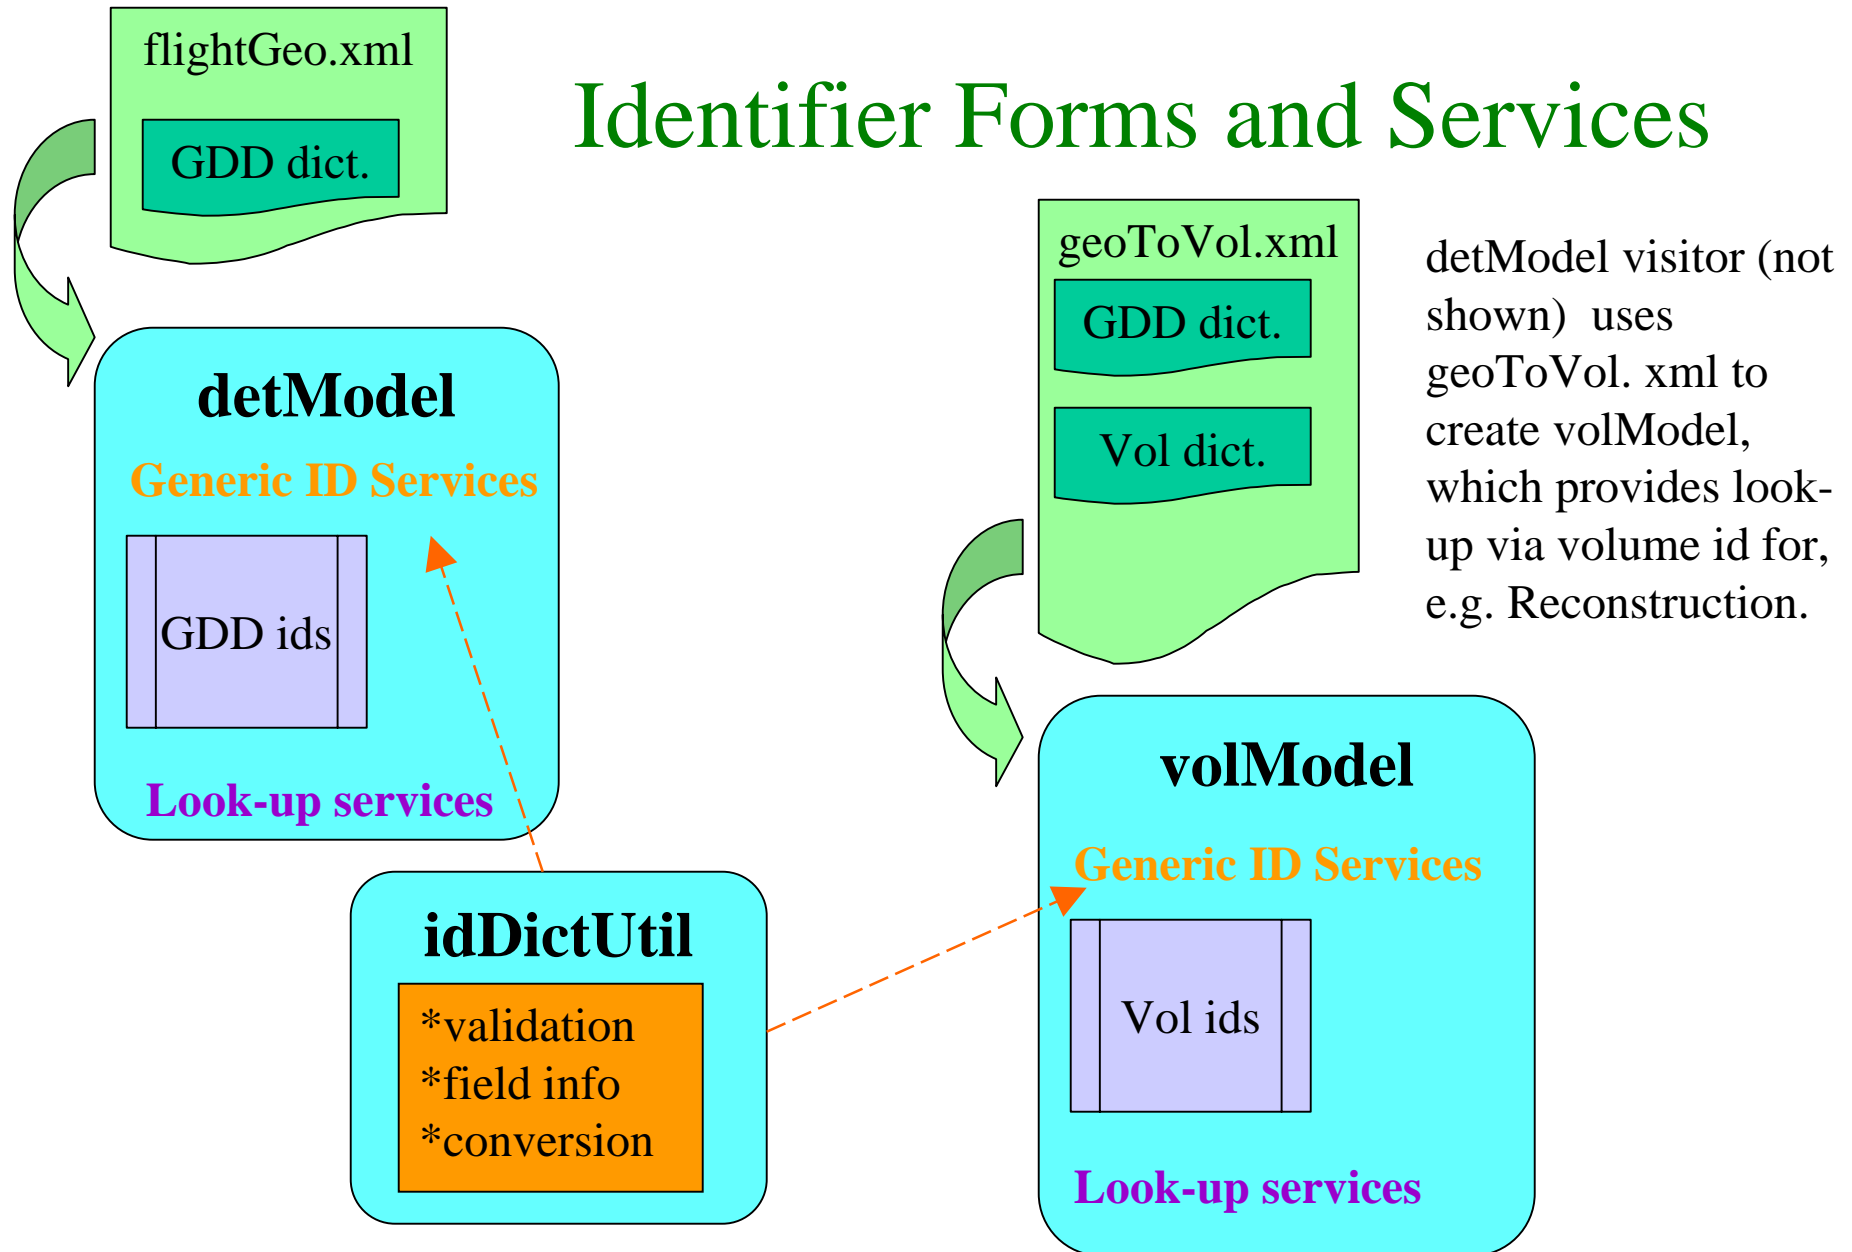 flightGeo.xml
GDD dict.
Identifier Forms and Services
geoToVol.xml
GDD dict.
Vol dict.
detModel visitor (not
shown)  uses
geoToVol. xml to
create volModel,
which provides look-
up via volume id for,
e.g. Reconstruction.
detModel
Generic ID Services
GDD ids
Look-up services
idDictUtil
*validation
*field info
*conversion
volModel
Generic ID Services
Vol ids
Look-up services